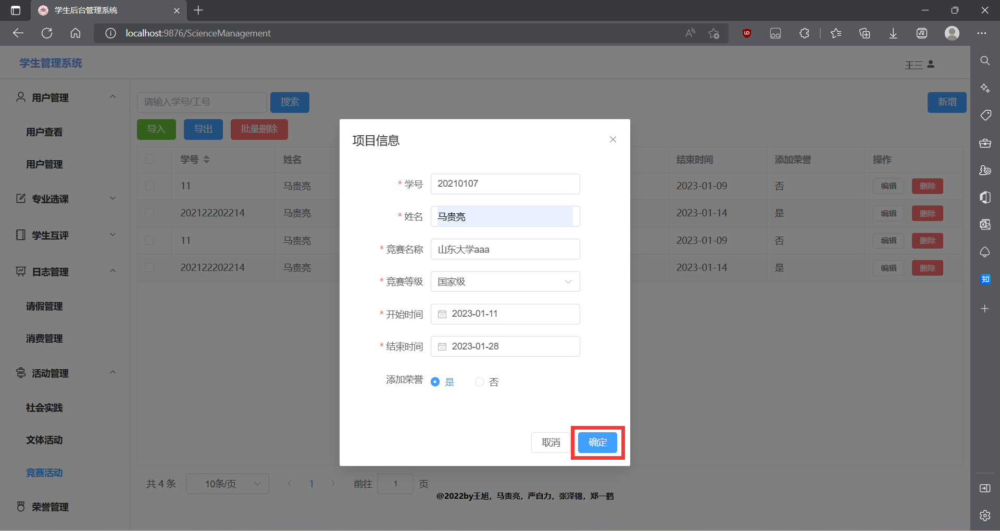 学生后台管理系统
localhost:9876/ScienceManagement
学生管理系统
王三
用户管理
用户查看
用户管理
专业选课
学生互评
日志管理
请假管理
消费管理
活动管理
社会实践
文体活动
竞赛活动
荣誉管理
请输入学号/工号
搜索
新增
导入
导出
批量删除
学号 姓名 结束时间 添加荣誉 操作
11 马贵亮 2023-01-09 否 编辑 删除
202122202214 马贵亮 2023-01-14 是 编辑 删除
11 马贵亮 2023-01-09 否 编辑 删除
202122202214 马贵亮 2023-01-14 是 编辑 删除
项目信息
* 学号 20210107
* 姓名 马贵亮
* 竞赛名称 山东大学aaa
* 竞赛等级 国家级
* 开始时间 2023-01-11
* 结束时间 2023-01-28
添加荣誉 是 否
取消 确定
共 4 条 10条/页 1 前往 1 页
@2022by王旭，马贵亮，严自力，张泽锦，郑一鹤
知